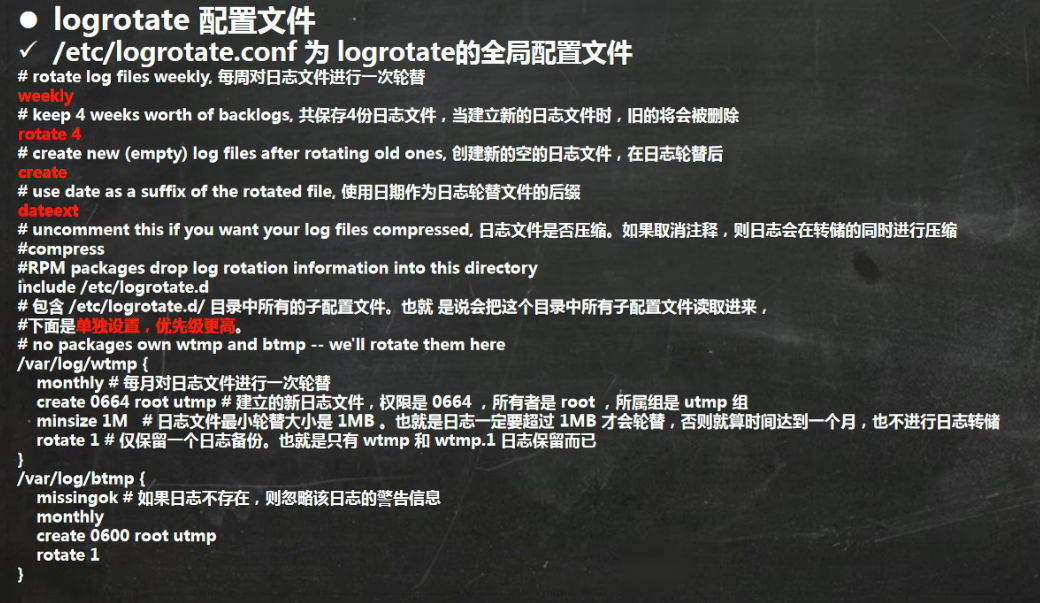 ● logrotate 配置文件
✓ /etc/logrotate.conf 为 logrotate的全局配置文件
# rotate log files weekly, 每周对日志文件进行一次轮替
weekly
# keep 4 weeks worth of backlogs, 共保存4份日志文件，当建立新的日志文件时，旧的将会被删除
rotate 4
# create new (empty) log files after rotating old ones, 创建新的空的日志文件，在日志轮替后
create
# use date as a suffix of the rotated file, 使用日期作为日志轮替文件的后缀
dateext
# uncomment this if you want your log files compressed, 日志文件是否压缩。如果取消注释，则日志会在转储的同时进行压缩
#compress
#RPM packages drop log rotation information into this directory
include /etc/logrotate.d
# 包含 /etc/logrotate.d/ 目录中所有的子配置文件。也就 是说会把这个目录中所有子配置文件读取进来，
#下面是单独设置，优先级更高。
# no packages own wtmp and btmp -- we'll rotate them here
/var/log/wtmp {
monthly # 每月对日志文件进行一次轮替
create 0664 root utmp # 建立的新日志文件，权限是 0664 ，所有者是 root ，所属组是 utmp 组
minsize 1M # 日志文件最小轮替大小是 1MB 。也就是日志一定要超过 1MB 才会轮替，否则就算时间达到一个月，也不进行日志转储
rotate 1 # 仅保留一个日志备份。也就是只有 wtmp 和 wtmp.1 日志保留而已
}
/var/log/btmp {
missingok # 如果日志不存在，则忽略该日志的警告信息
monthly
create 0600 root utmp
rotate 1
}